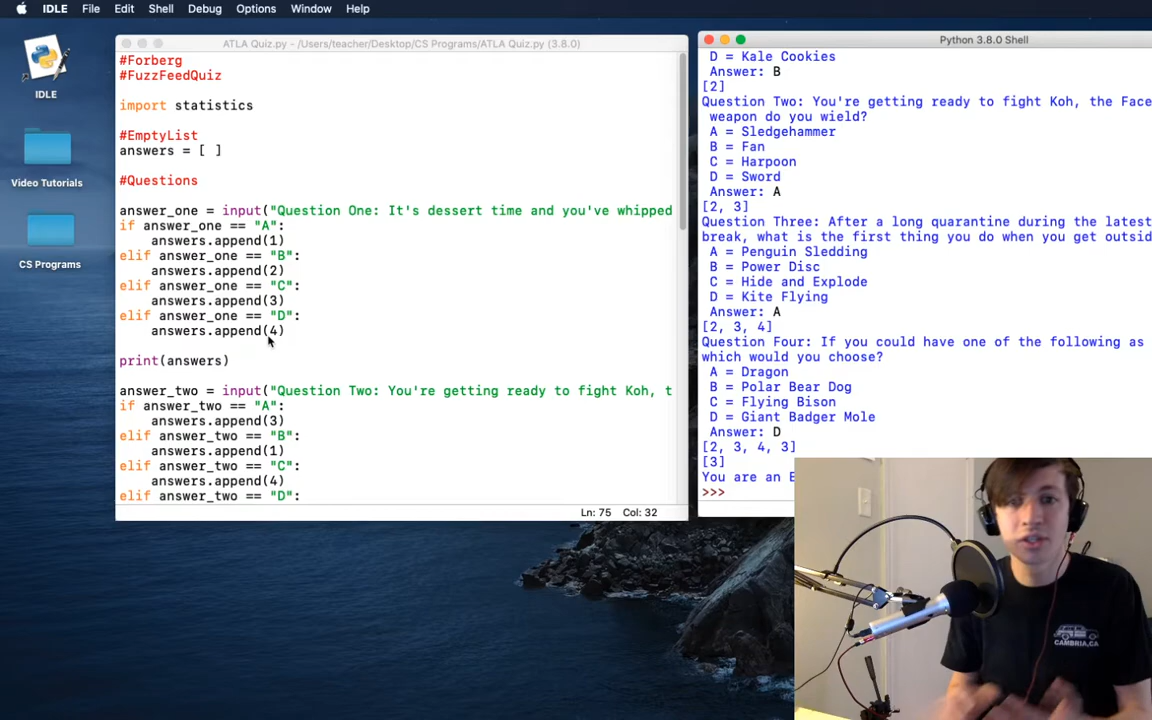 IDLE File Edit Shell Debug Options Window Help
IDLE
Video Tutorials
CS Programs
ATLA Quiz.py - /Users/teacher/Desktop/CS Programs/ATLA Quiz.py (3.8.0)
#Forberg
#FuzzFeedQuiz
import statistics
#EmptyList
answers = [ ]
#Questions
answer_one = input("Question One: It's dessert time and you've whipped
if answer_one == "A":
answers.append(1)
elif answer_one == "B":
answers.append(2)
elif answer_one == "C":
answers.append(3)
elif answer_one == "D":
answers.append(4)
print(answers)
answer_two = input("Question Two: You're getting ready to fight Koh, t
if answer_two == "A":
answers.append(3)
elif answer_two == "B":
answers.append(1)
elif answer_two == "C":
answers.append(4)
elif answer_two == "D":
Ln: 75 Col: 32
Python 3.8.0 Shell
D = Kale Cookies
Answer: B
[2]
Question Two: You're getting ready to fight Koh, the Face
weapon do you wield?
A = Sledgehammer
B = Fan
C = Harpoon
D = Sword
Answer: A
[2, 3]
Question Three: After a long quarantine during the latest
break, what is the first thing you do when you get outsid
A = Penguin Sledding
B = Power Disc
C = Hide and Explode
D = Kite Flying
Answer: A
[2, 3, 4]
Question Four: If you could have one of the following as
which would you choose?
A = Dragon
B = Polar Bear Dog
C = Flying Bison
D = Giant Badger Mole
Answer: D
[2, 3, 4, 3]
[3]
You are an E
>>>
CAMBRIA,CA